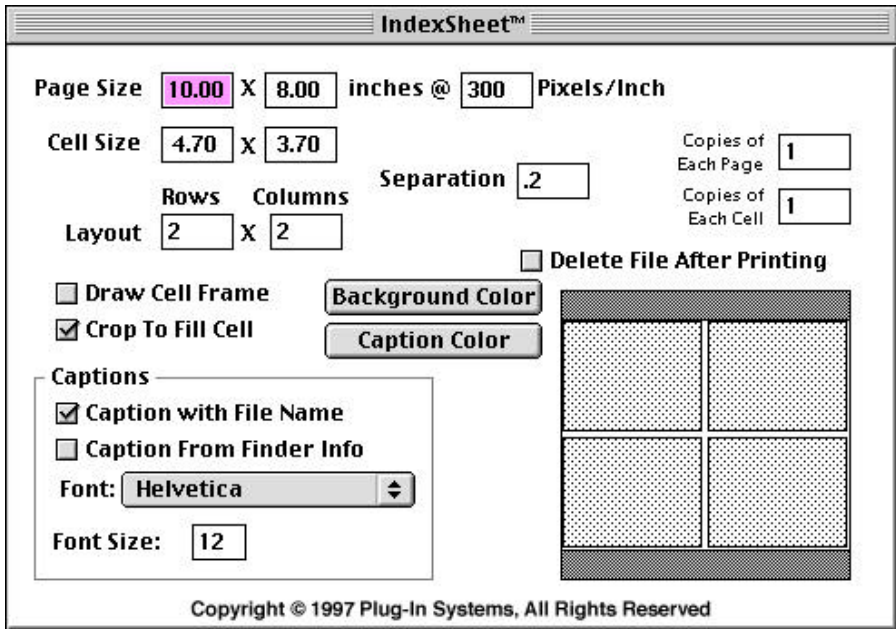 IndexSheet™
Page Size 10.00 X 8.00 inches @ 300 Pixels/Inch
Cell Size 4.70 X 3.70
Copies of
Each Page 1
Separation .2
Copies of
Each Cell 1
Rows Columns
Layout 2 X 2
Delete File After Printing
Draw Cell Frame
Background Color
Crop To Fill Cell
Caption Color
Captions
Caption with File Name
Caption From Finder Info
Font: Helvetica
Font Size: 12
Copyright © 1997 Plug-In Systems, All Rights Reserved